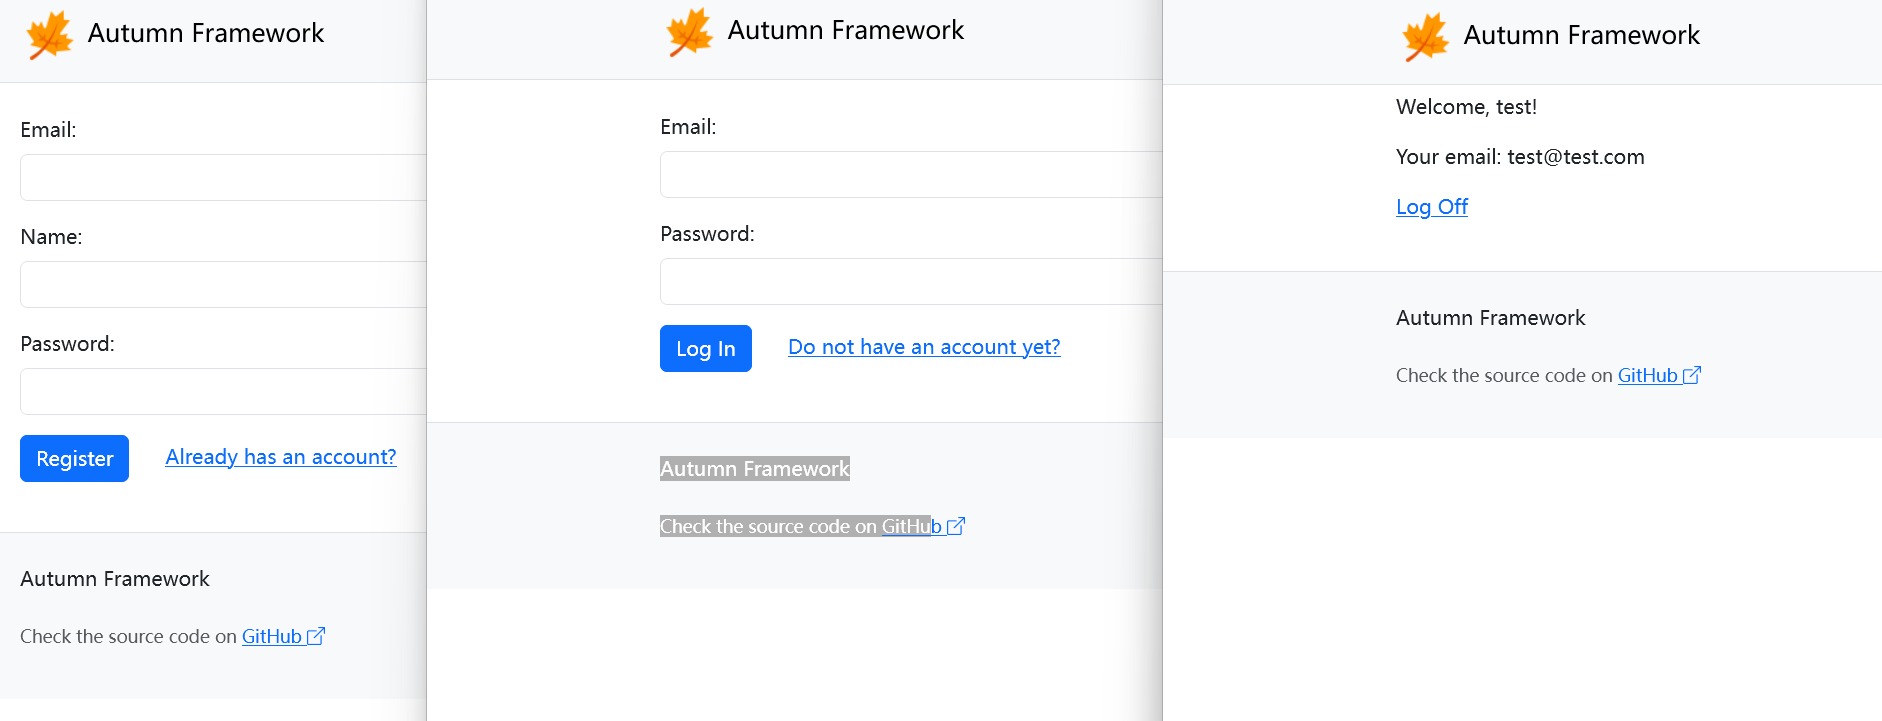 Autumn Framework
Email:
Name:
Password:
Register Already has an account?
Autumn Framework
Check the source code on GitHub
Autumn Framework
Email:
Password:
Log In Do not have an account yet?
Autumn Framework
Check the source code on GitHub
Autumn Framework
Welcome, test!
Your email: test@test.com
Log Off
Autumn Framework
Check the source code on GitHub